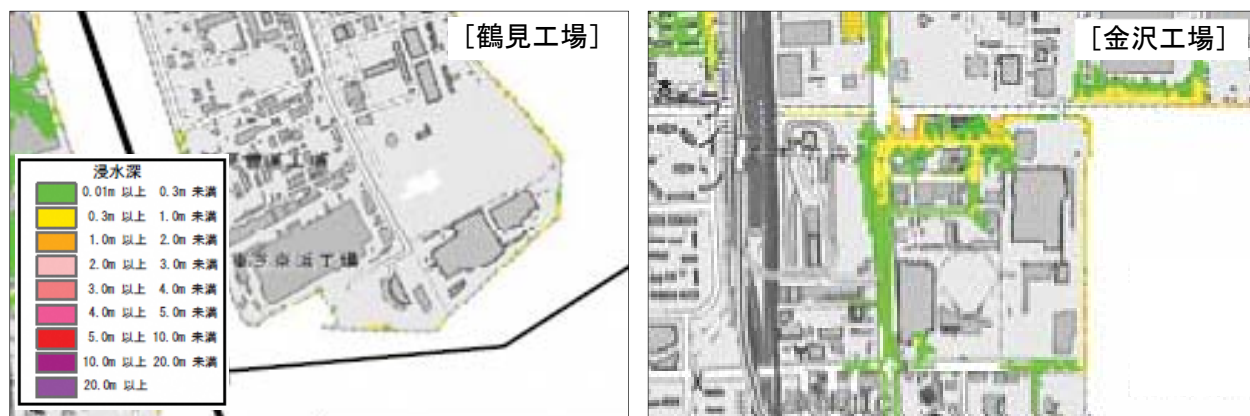 [鶴見工場]
[金沢工場]
浸水深
0.01m 以上 0.3m 未満
0.3m 以上 1.0m 未満
1.0m 以上 2.0m 未満
2.0m 以上 3.0m 未満
3.0m 以上 4.0m 未満
4.0m 以上 5.0m 未満
5.0m 以上 10.0m 未満
10.0m 以上 20.0m 未満
20.0m 以上
京浜工場